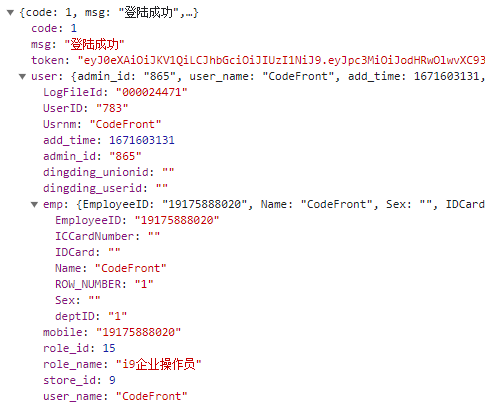 {code: 1, msg: "登陆成功",…}
code: 1
msg: "登陆成功"
token: "eyJ0eXAiOiJKV1QiLCJhbGciOiJIUzI1NiJ9.eyJpc3MiOiJodHRwOlwvXC93
user: {admin_id: "865", user_name: "CodeFront", add_time: 1671603131,
LogFileId: "000024471"
UserID: "783"
Usrnm: "CodeFront"
add_time: 1671603131
admin_id: "865"
dingding_unionid: ""
dingding_userid: ""
emp: {EmployeeID: "19175888020", Name: "CodeFront", Sex: "", IDCard
EmployeeID: "19175888020"
ICCardNumber: ""
IDCard: ""
Name: "CodeFront"
ROW_NUMBER: "1"
Sex: ""
deptID: "1"
mobile: "19175888020"
role_id: 15
role_name: "i9企业操作员"
store_id: 9
user_name: "CodeFront"